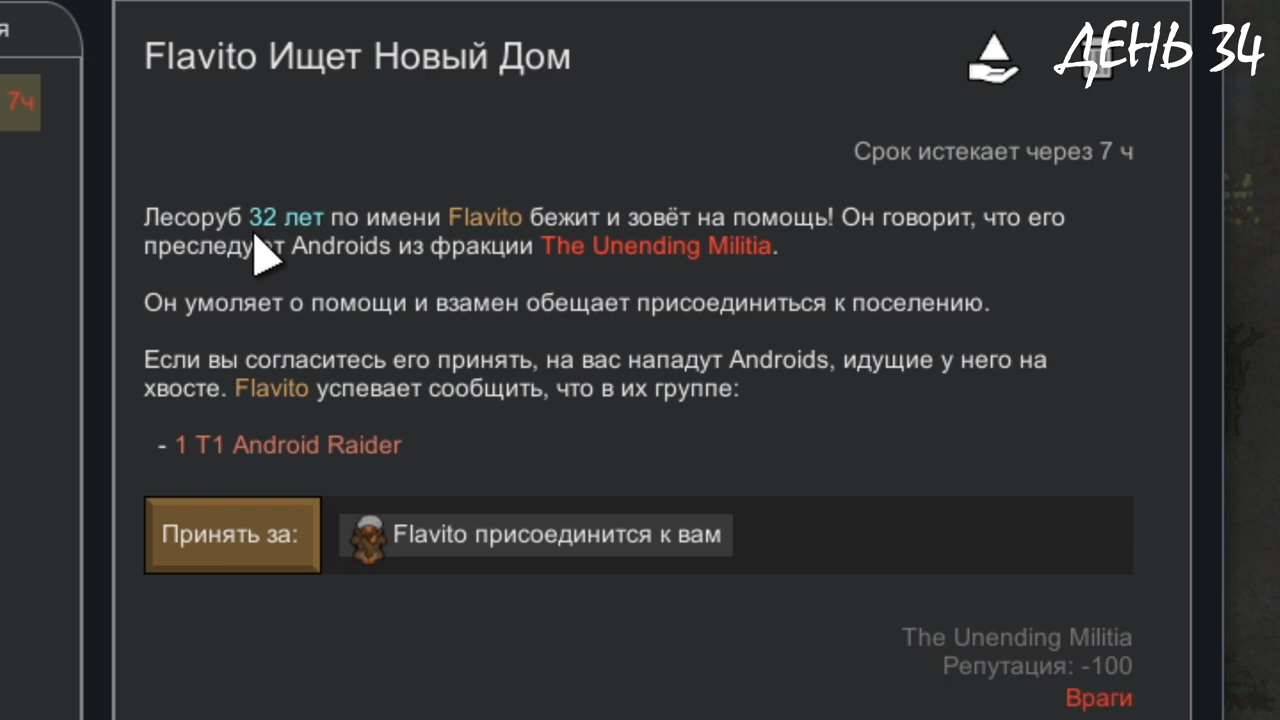 я
7ч
ДЕНЬ 34
Flavito Ищет Новый Дом
Срок истекает через 7 ч
Лесоруб 32 лет по имени Flavito бежит и зовёт на помощь! Он говорит, что его
преследуют Androids из фракции The Unending Militia.
Он умоляет о помощи и взамен обещает присоединиться к поселению.
Если вы согласитесь его принять, на вас нападут Androids, идущие у него на
хвосте. Flavito успевает сообщить, что в их группе:
- 1 T1 Android Raider
Принять за: Flavito присоединится к вам
The Unending Militia
Репутация: -100
Враги